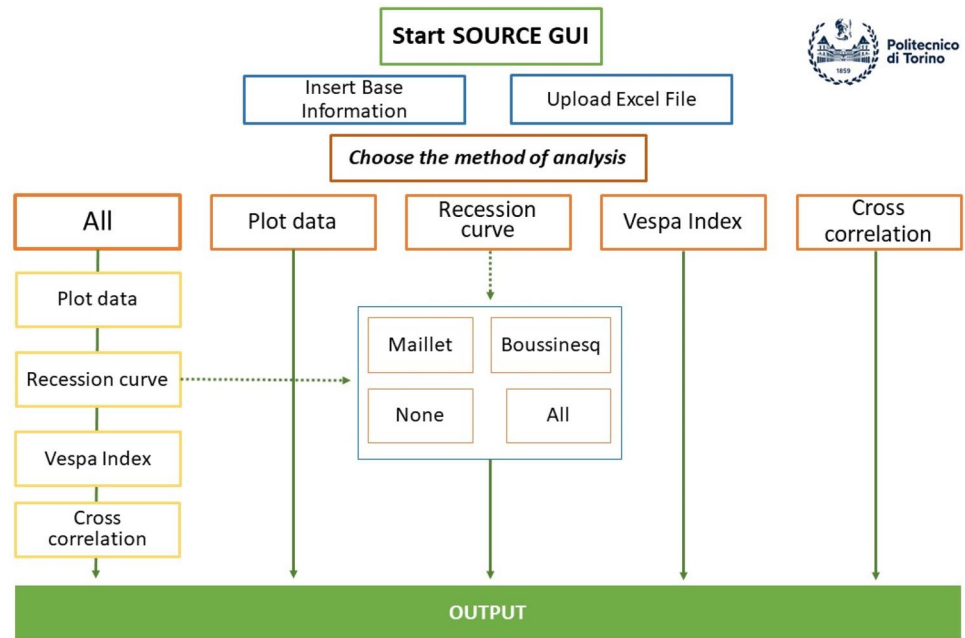 Start SOURCE GUI
Politecnico
di Torino
1859
Insert Base
Information
Upload Excel File
Choose the method of analysis
All
Plot data
Recession
curve
Vespa Index
Cross
correlation
Plot data
Recession curve
Vespa Index
Cross
correlation
Maillet
Boussinesq
None
All
OUTPUT